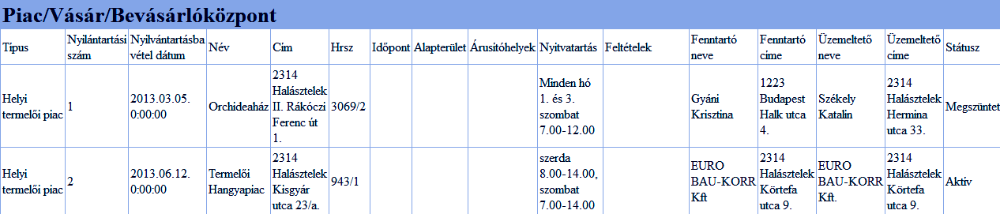 Piac/Vásár/Bevásárlóközpont
Tipus
Nyilántartási
szám
Nyilvántartásba
vétel dátum
Név
Cim
Hrsz
Időpont
Alapterület
Árusitóhelyek
Nyitvatartás
Feltételek
Fenntartó
neve
Fenntartó
cime
Üzemeltető
neve
Üzemeltető
cime
Státusz
Helyi
termelői piac
1
2013.03.05.
0:00:00
Orchideaház
2314
Halásztelek
II. Rákóczi
Ferenc út
1.
3069/2
Minden hó
1. és 3.
szombat
7.00-12.00
Gyáni
Krisztina
1223
Budapest
Halk utca
4.
Székely
Katalin
2314
Halásztelek
Hermina
utca 33.
Megszüntet
Helyi
termelői piac
2
2013.06.12.
0:00:00
Termelői
Hangyapiac
2314
Halásztelek
Kisgyár
utca 23/a.
943/1
szerda
8.00-14.00,
szombat
7.00-14.00
EURO
BAU-KORR
Kft
2314
Halásztelek
Körtefa
utca 9.
EURO
BAU-KORR
Kft.
2314
Halásztelek
Körtefa
utca 9.
Aktív